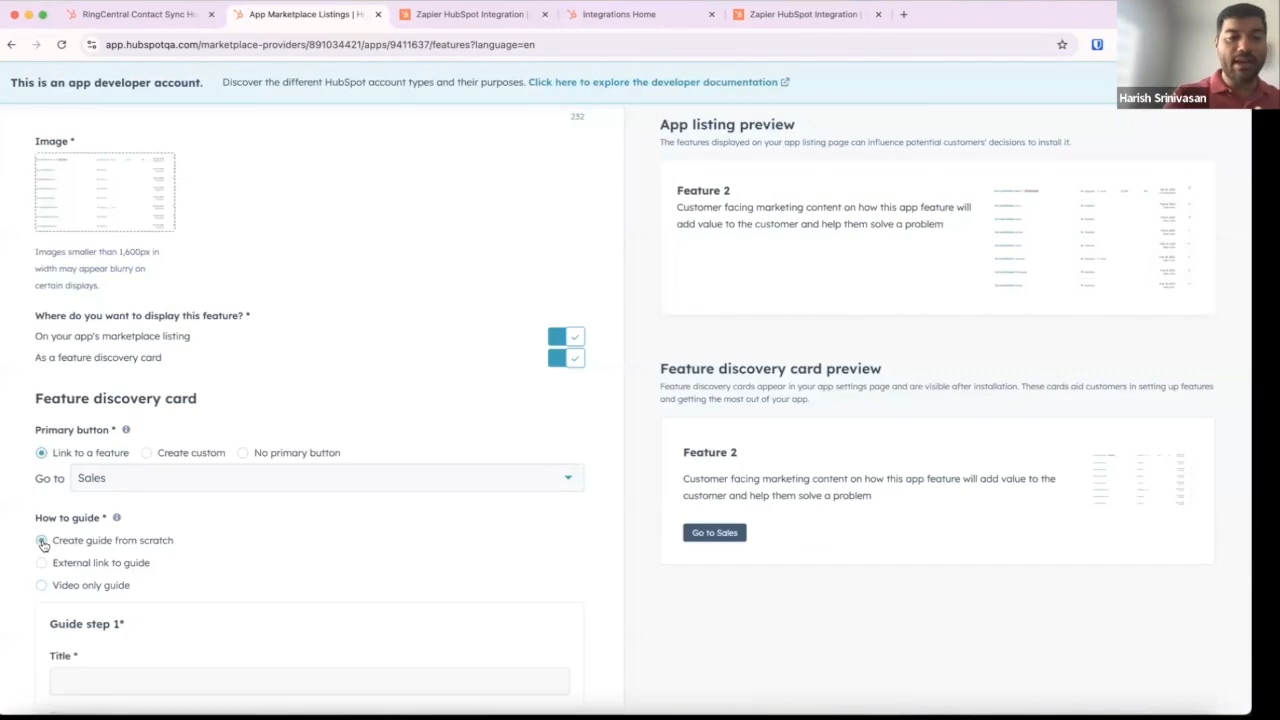 RingCentral Contact Sync Hu
App Marketplace Listings | H
Zapier HubSpot Integration |
Integrations Home
Zapier HubSpot Integration |
app.hubspotqa.com/marketplace-providers/891034421/apps/9411637/features?language=en
Harish Srinivasan
This is an app developer account. Discover the different HubSpot account types and their purposes. Click here to explore the developer documentation
232
Image *
Images smaller than 1,600px in
width may appear blurry on
certain displays.
Where do you want to display this feature? *
On your app's marketplace listing
As a feature discovery card
Feature discovery card
Primary button *
Link to a feature
Create custom
No primary button
Go to
Sales
How to guide *
Create guide from scratch
External link to guide
Video only guide
Guide step 1*
Title *
App listing preview
The features displayed on your app listing page can influence potential customers' decisions to install it.
Feature 2
Customer facing marketing content on how this app feature will
add value to the customer and help them solve a problem
Feature discovery card preview
Feature discovery cards appear in your app settings page and are visible after installation. These cards aid customers in setting up features
and getting the most out of your app.
Feature 2
Customer facing marketing content on how this app feature will add value to the
customer and help them solve a problem
Go to Sales